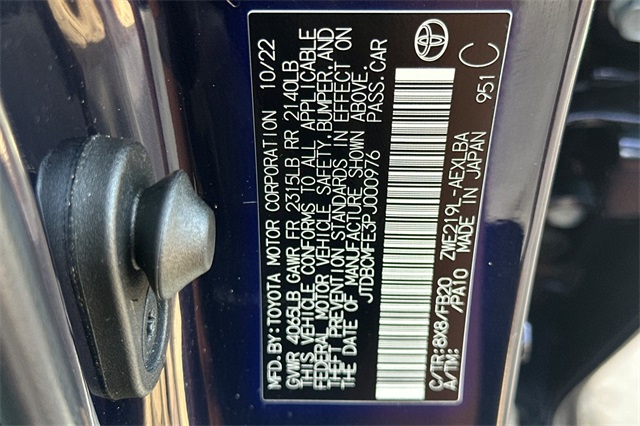 MFD.BY:TOYOTA MOTOR CORPORATION 10/22
GVWR 4065LB GAWR FR 2315LB RR 2140LB
THIS VEHICLE CONFORMS TO ALL APPLICABLE
FEDERAL MOTOR VEHICLE SAFETY,BUMPER,AND
THEFT PREVENTION STANDARDS IN EFFECT ON
THE DATE OF MANUFACTURE SHOWN ABOVE.
JTDBCMFE3PJ000976 PASS.CAR
C/TR:8X8/FB20 ZWE219L-AEXLBA
A/TM: /PA10 MADE IN JAPAN 951 C